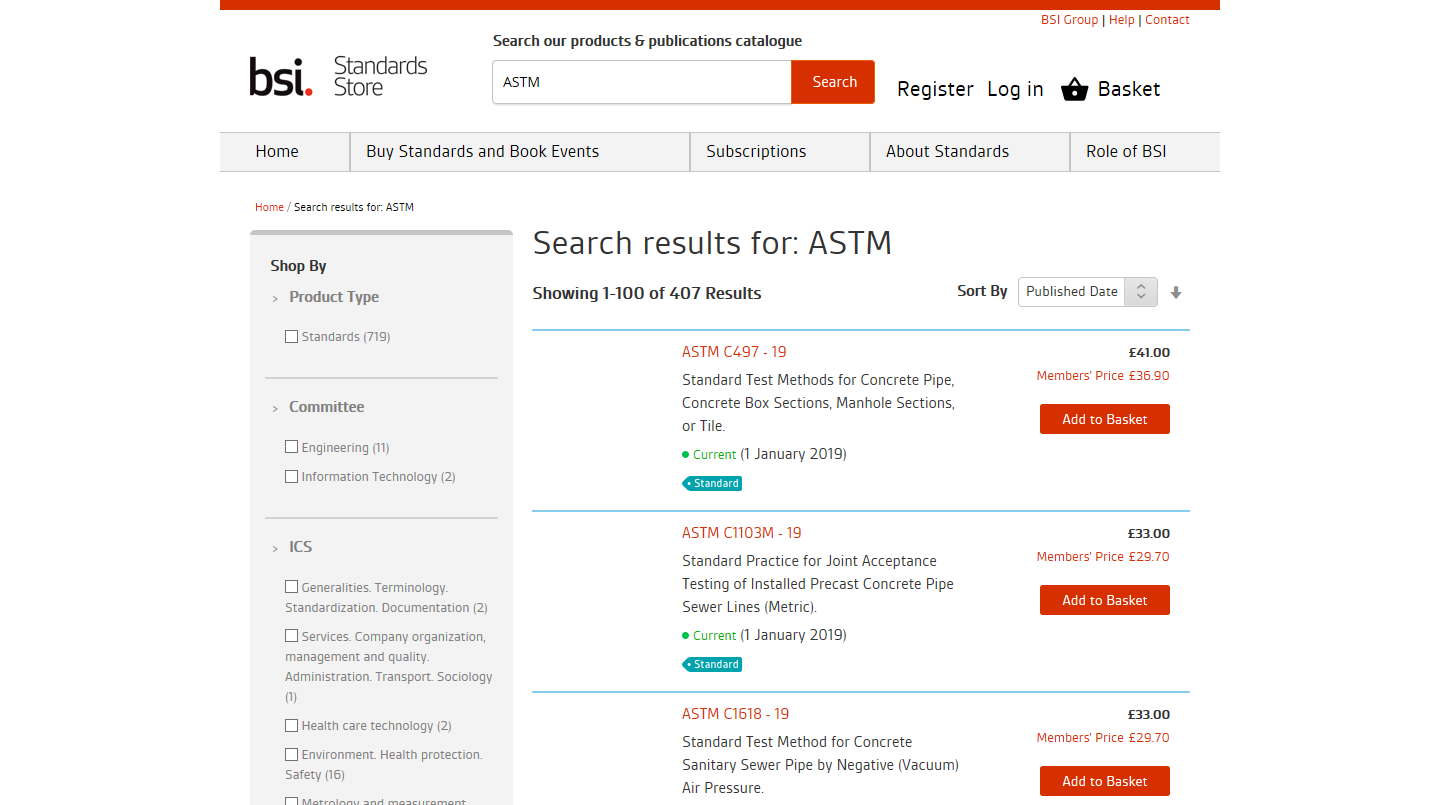 BSI Group | Help | Contact
Search our products & publications catalogue
bsi. Standards Store
ASTM
Search
Register Log in Basket
Home
Buy Standards and Book Events
Subscriptions
About Standards
Role of BSI
Home / Search results for: ASTM
Shop By
> Product Type
Standards (719)
> Committee
Engineering (11)
Information Technology (2)
> ICS
Generalities. Terminology.
Standardization. Documentation (2)
Services. Company organization,
management and quality.
Administration. Transport. Sociology
(1)
Health care technology (2)
Environment. Health protection.
Safety (16)
Metrology and measurement.
Search results for: ASTM
Showing 1-100 of 407 Results
Sort By Published Date
ASTM C497 - 19
£41.00
Standard Test Methods for Concrete Pipe,
Concrete Box Sections, Manhole Sections,
or Tile.
Members' Price £36.90
Add to Basket
Current (1 January 2019)
Standard
ASTM C1103M - 19
£33.00
Standard Practice for Joint Acceptance
Testing of Installed Precast Concrete Pipe
Sewer Lines (Metric).
Members' Price £29.70
Add to Basket
Current (1 January 2019)
Standard
ASTM C1618 - 19
£33.00
Standard Test Method for Concrete
Sanitary Sewer Pipe by Negative (Vacuum)
Air Pressure.
Members' Price £29.70
Add to Basket